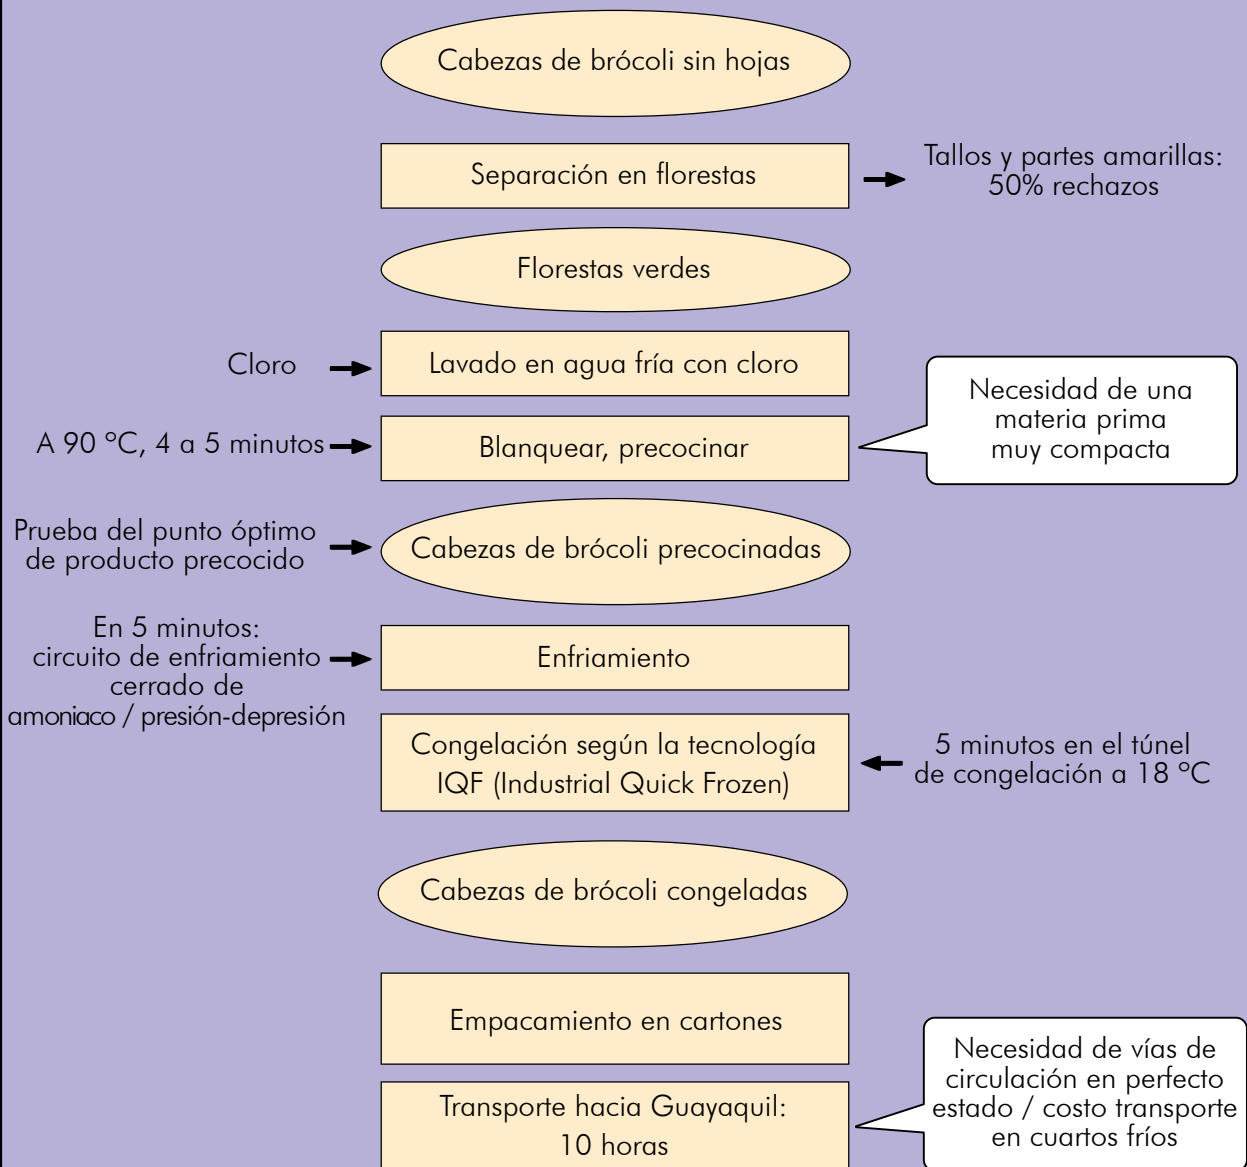 Cabezas de brócoli sin hojas
Separación en florestas
Tallos y partes amarillas:
50% rechazos
Florestas verdes
Cloro
Lavado en agua fría con cloro
Necesidad de una
materia prima
muy compacta
A 90 ºC, 4 a 5 minutos
Blanquear, precocinar
Prueba del punto óptimo
de producto precocido
Cabezas de brócoli precocinadas
En 5 minutos:
circuito de enfriamiento
cerrado de
amoniaco / presión-depresión
Enfriamiento
Congelación según la tecnología
IQF (Industrial Quick Frozen)
5 minutos en el túnel
de congelación a 18 ºC
Cabezas de brócoli congeladas
Empacamiento en cartones
Transporte hacia Guayaquil:
10 horas
Necesidad de vías de
circulación en perfecto
estado / costo transporte
en cuartos fríos